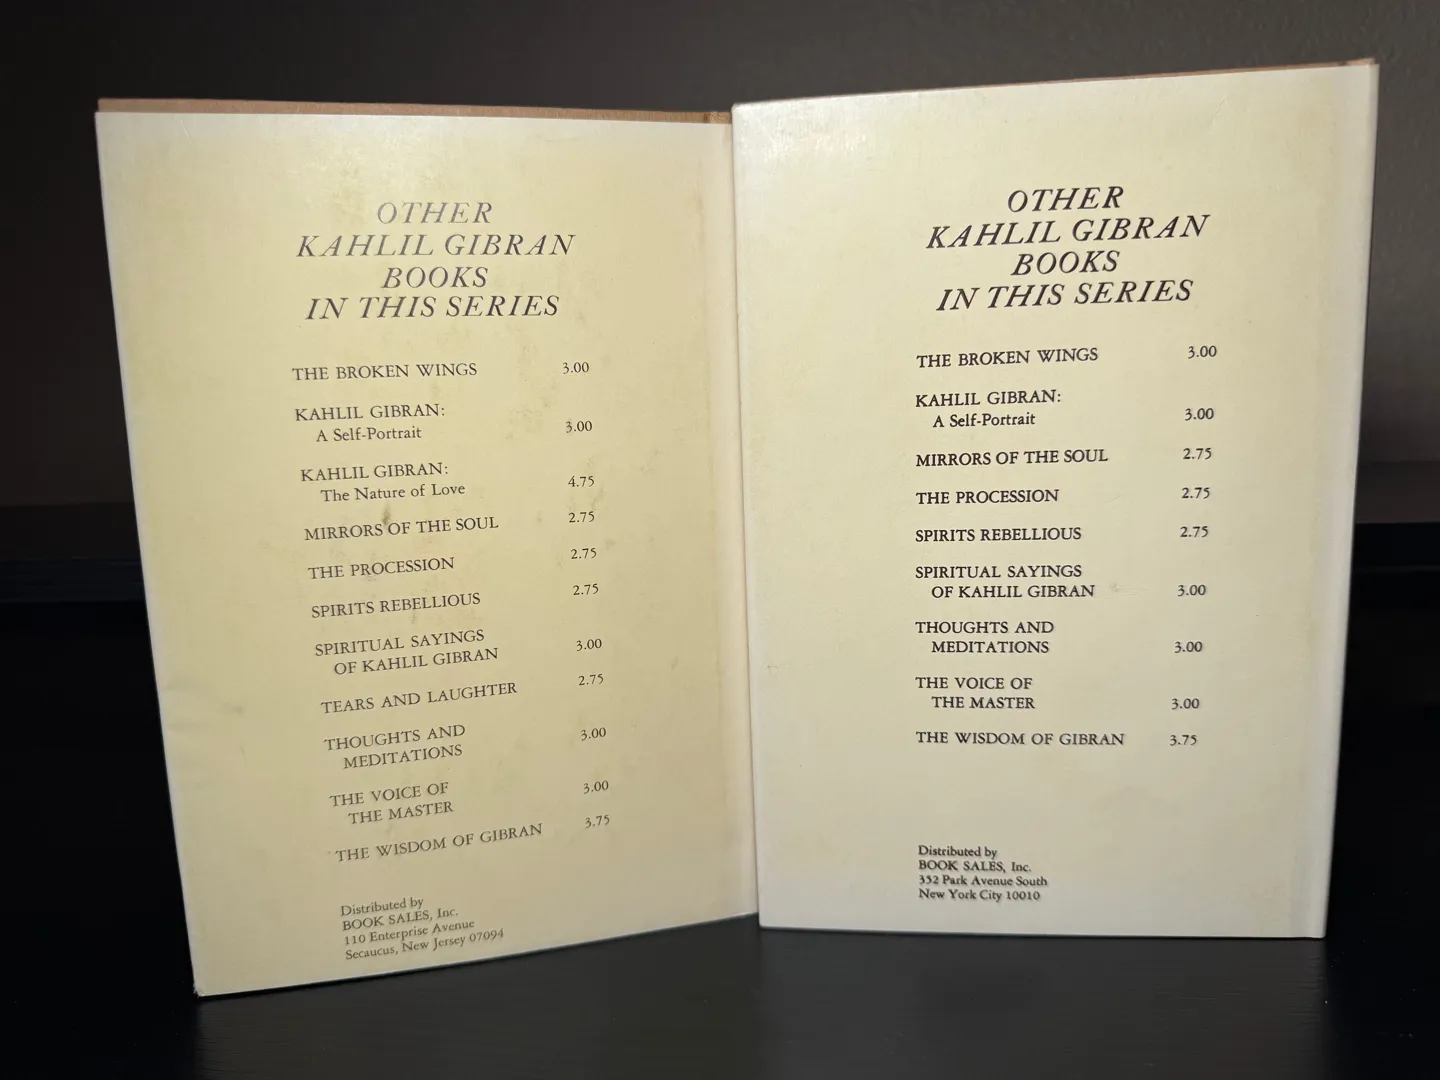 OTHER
KAHLIL GIBRAN
BOOKS
IN THIS SERIES
THE BROKEN WINGS 3.00
KAHLIL GIBRAN:
A Self-Portrait 3.00
KAHLIL GIBRAN:
The Nature of Love 4.75
MIRRORS OF THE SOUL 2.75
THE PROCESSION 2.75
SPIRITS REBELLIOUS 2.75
SPIRITUAL SAYINGS
OF KAHLIL GIBRAN 3.00
TEARS AND LAUGHTER 2.75
THOUGHTS AND
MEDITATIONS 3.00
THE VOICE OF
THE MASTER 3.00
THE WISDOM OF GIBRAN 3.75
Distributed by
BOOK SALES, Inc.
110 Enterprise Avenue
Secaucus, New Jersey 07094
OTHER
KAHLIL GIBRAN
BOOKS
IN THIS SERIES
THE BROKEN WINGS 3.00
KAHLIL GIBRAN:
A Self-Portrait 3.00
MIRRORS OF THE SOUL 2.75
THE PROCESSION 2.75
SPIRITS REBELLIOUS 2.75
SPIRITUAL SAYINGS
OF KAHLIL GIBRAN 3.00
THOUGHTS AND
MEDITATIONS 3.00
THE VOICE OF
THE MASTER 3.00
THE WISDOM OF GIBRAN 3.75
Distributed by
BOOK SALES, Inc.
352 Park Avenue South
New York City 10010